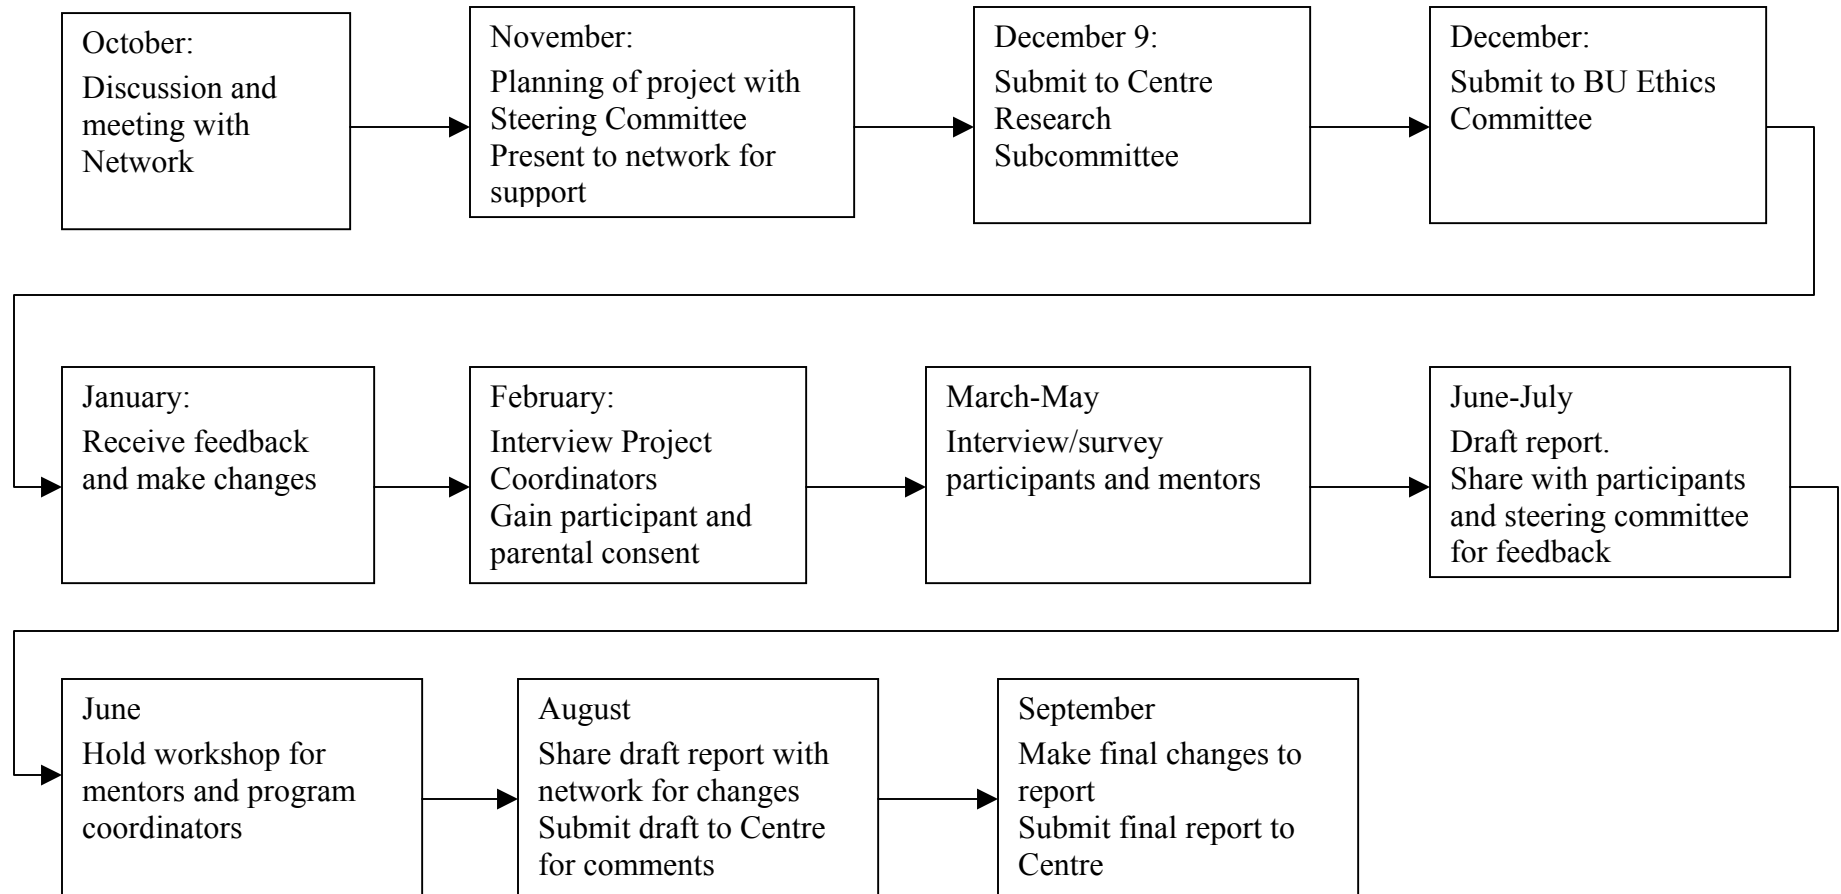 October:
Discussion and
meeting with
Network
November:
Planning of project with
Steering Committee
Present to network for
support
December 9:
Submit to Centre
Research
Subcommittee
December:
Submit to BU Ethics
Committee
January:
Receive feedback
and make changes
February:
Interview Project
Coordinators
Gain participant and
parental consent
March-May
Interview/survey
participants and mentors
June-July
Draft report.
Share with participants
and steering committee
for feedback
June
Hold workshop for
mentors and program
coordinators
August
Share draft report with
network for changes
Submit draft to Centre
for comments
September
Make final changes to
report
Submit final report to
Centre